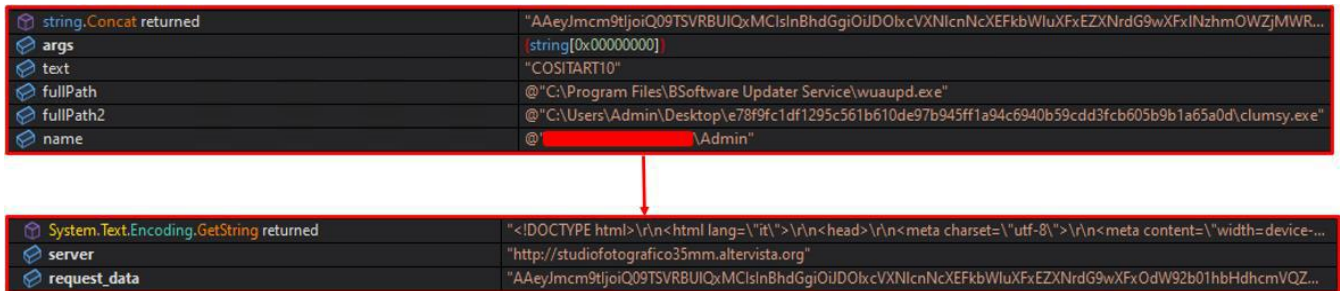 string.Concat returned "AAeyJmcm9tIjoiQ09TSVRBUlQxMCIsInBhdGgiOiJDOlxcVXNlcnNcXEFkbWluXFxEZXNrdG9wXFxlNzhmOWZjMWR...
args {string[0x00000000]}
text "COSITART10"
fullPath @"C:\Program Files\BSoftware Updater Service\wuaupd.exe"
fullPath2 @"C:\Users\Admin\Desktop\e78f9fc1df1295c561b610de97b945ff1a94c6940b59cdd3fcb605b9b1a65a0d\clumsy.exe"
name @" \Admin"
System.Text.Encoding.GetString returned "<!DOCTYPE html>\r\n<html lang=\"it\">\r\n<head>\r\n<meta charset=\"utf-8\">\r\n<meta content=\"width=device-...
server "http://studiofotografico35mm.altervista.org"
request_data "AAeyJmcm9tIjoiQ09TSVRBUlQxMCIsInBhdGgiOiJDOlxcVXNlcnNcXEFkbWluXFxEZXNrdG9wXFxOdW92b01hbHdhcmVQZ...